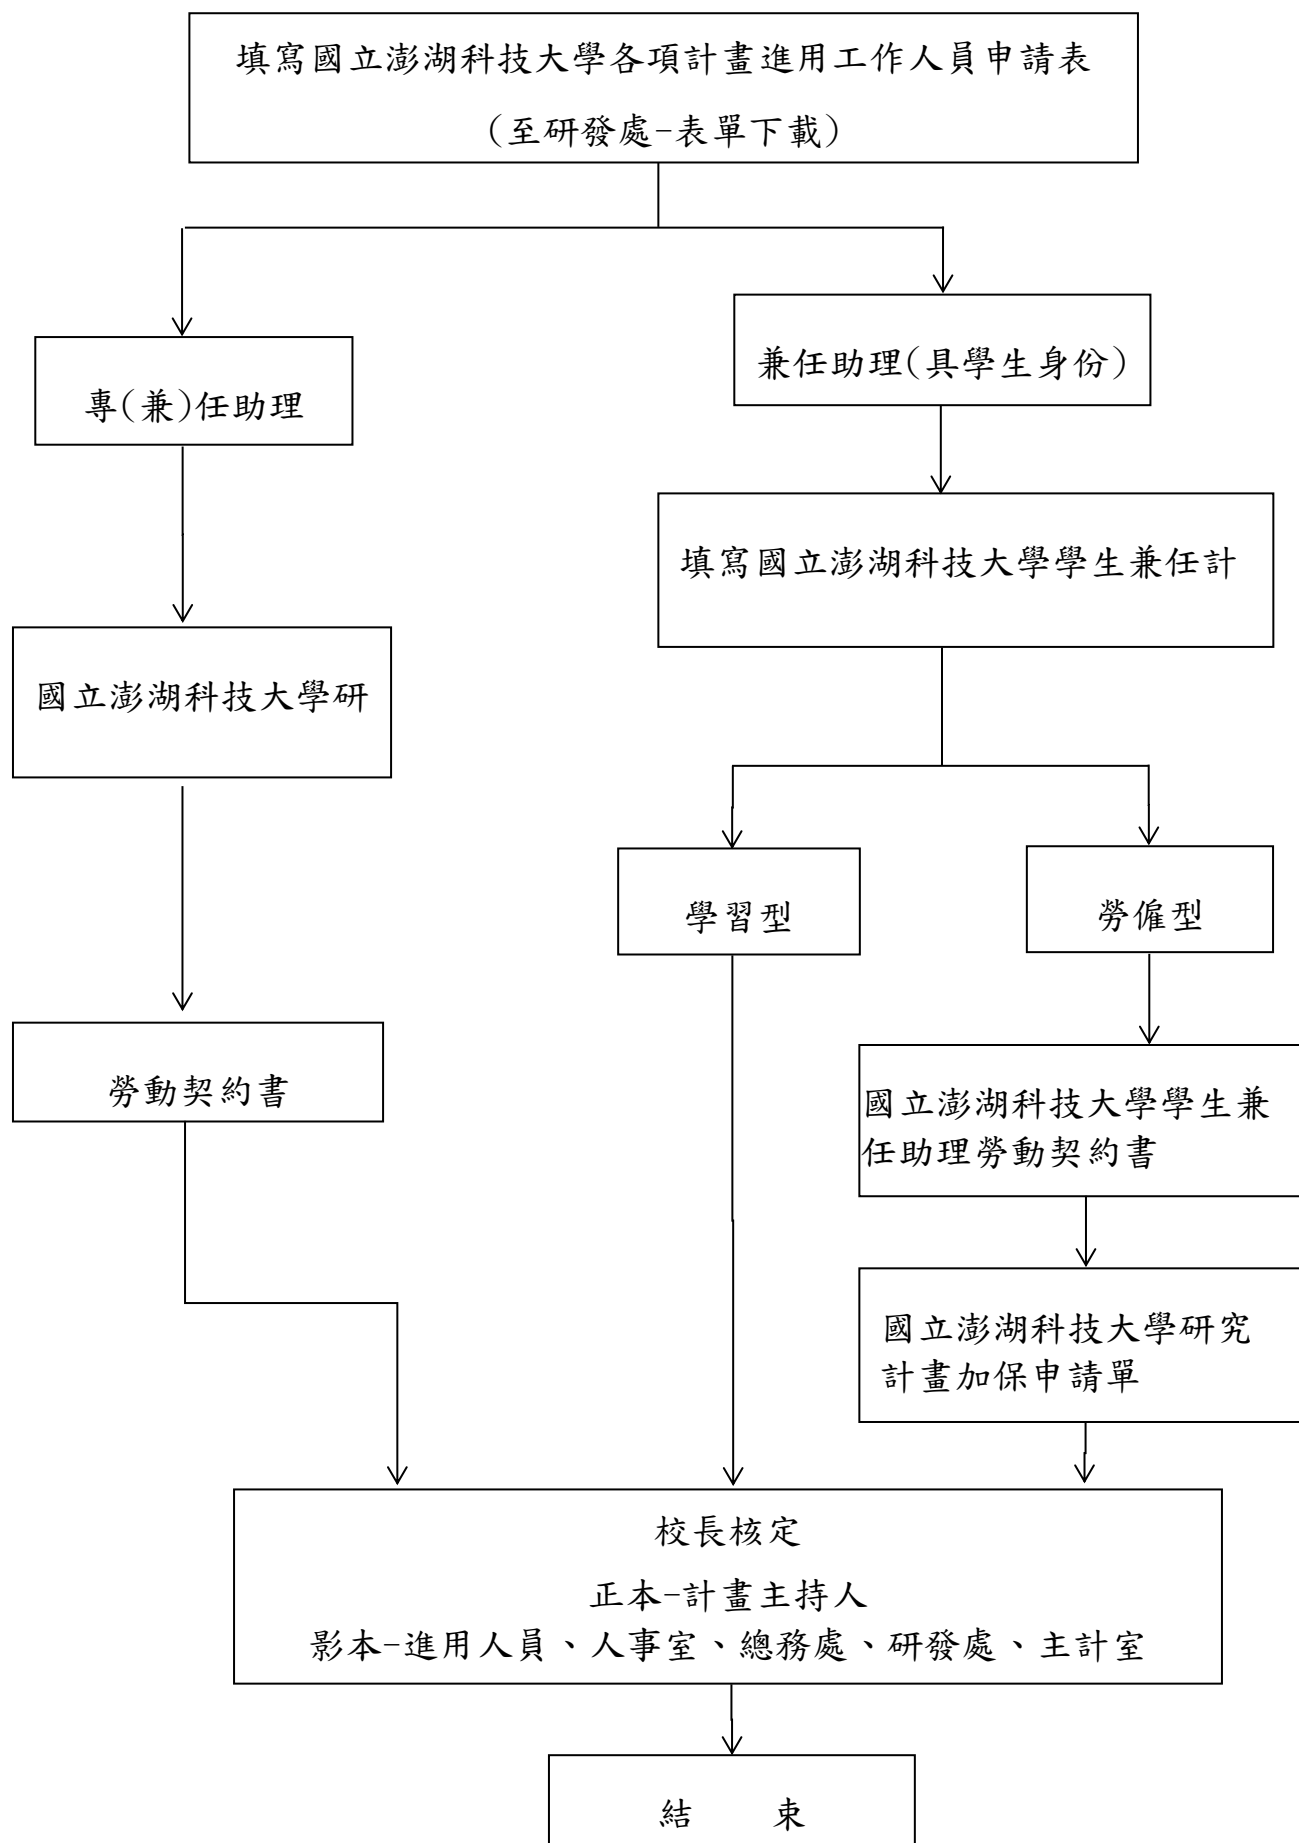 填寫國立澎湖科技大學各項計畫進用工作人員申請表
(至研發處-表單下載)
專(兼)任助理
兼任助理(具學生身份)
填寫國立澎湖科技大學學生兼任計
國立澎湖科技大學研
學習型
勞僱型
勞動契約書
國立澎湖科技大學學生兼
任助理勞動契約書
國立澎湖科技大學研究
計畫加保申請單
校長核定
正本-計畫主持人
影本-進用人員、人事室、總務處、研發處、主計室
結 束